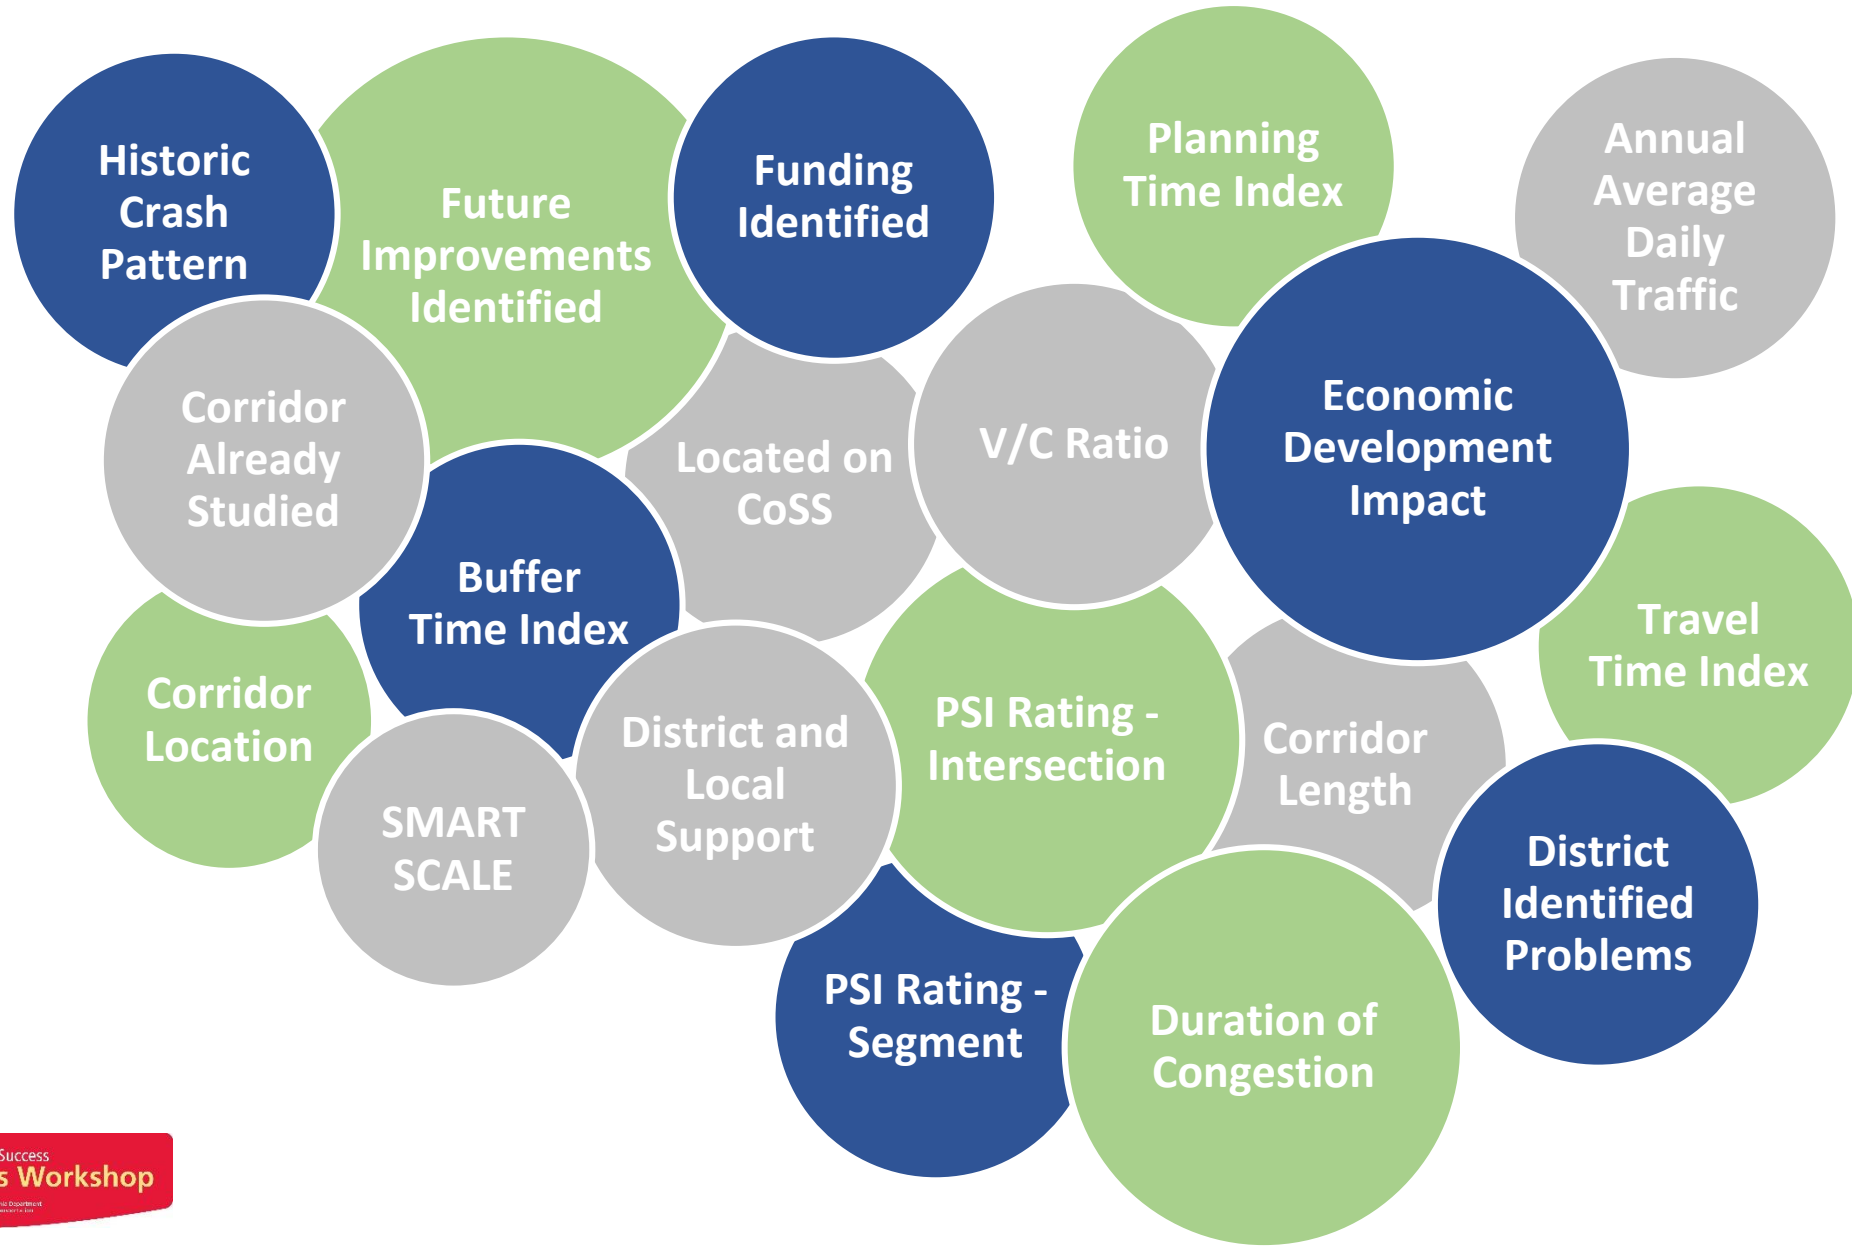 Historic
Crash
Pattern
Future
Improvements
Identified
Funding
Identified
Planning
Time Index
Annual
Average
Daily
Traffic
Corridor
Already
Studied
Located on
CoSS
V/C Ratio
Economic
Development
Impact
Buffer
Time Index
Travel
Time Index
Corridor
Location
SMART
SCALE
District and
Local
Support
PSI Rating -
Intersection
Corridor
Length
District
Identified
Problems
PSI Rating -
Segment
Duration of
Congestion
Success
s Workshop